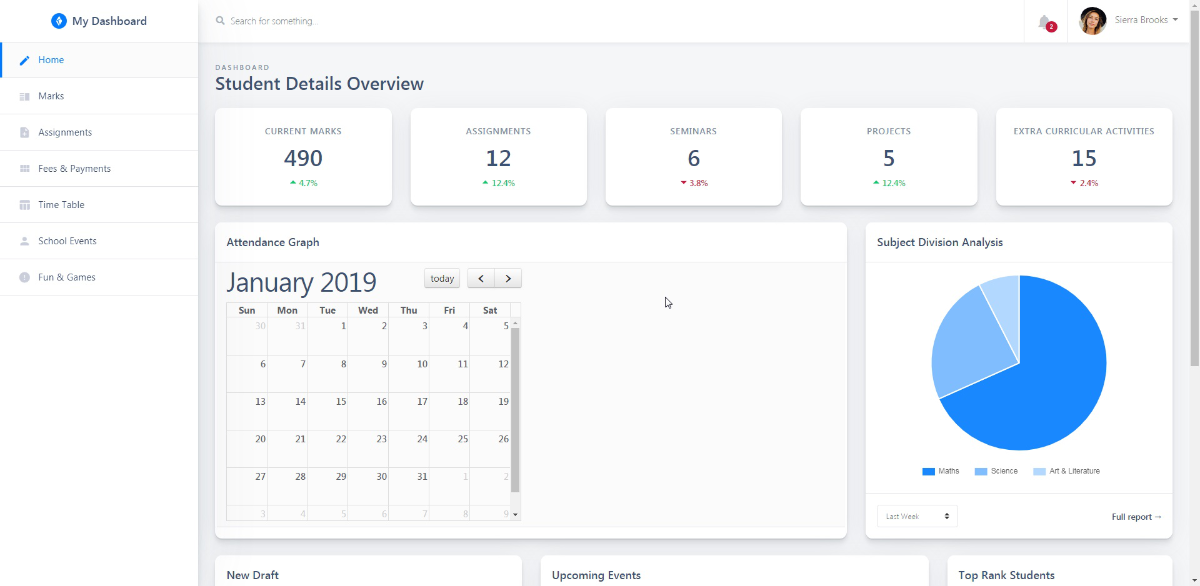 My Dashboard
Search for something...
2
Sierra Brooks
Home
Marks
Assignments
Fees & Payments
Time Table
School Events
Fun & Games
DASHBOARD
Student Details Overview
CURRENT MARKS
490
4.7%
ASSIGNMENTS
12
12.4%
SEMINARS
6
3.8%
PROJECTS
5
12.4%
EXTRA CURRICULAR ACTIVITIES
15
2.4%
Attendance Graph
January 2019
today
Sun Mon Tue Wed Thu Fri Sat
30 31 1 2 3 4 5
6 7 8 9 10 11 12
13 14 15 16 17 18 19
20 21 22 23 24 25 26
27 28 29 30 31 1 2
3 4 5 6 7 8 9
Subject Division Analysis
Maths Science Art & Literature
Last Week
Full report →
New Draft
Upcoming Events
Top Rank Students